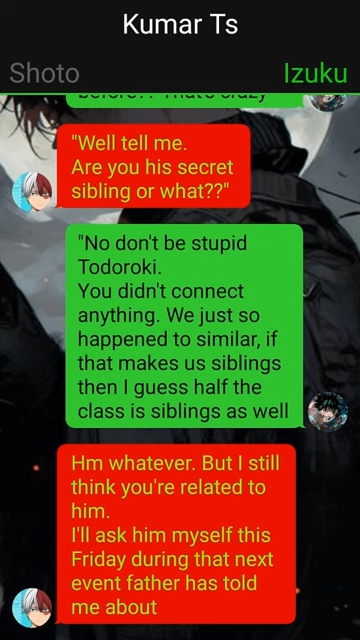 Kumar Ts
Shoto
Izuku
"Well tell me.
Are you his secret
sibling or what??"
"No don't be stupid
Todoroki.
You didn't connect
anything. We just so
happened to similar, if
that makes us siblings
then I guess half the
class is siblings as well
Hm whatever. But I still
think you're related to
him.
I'll ask him myself this
Friday during that next
event father has told
me about